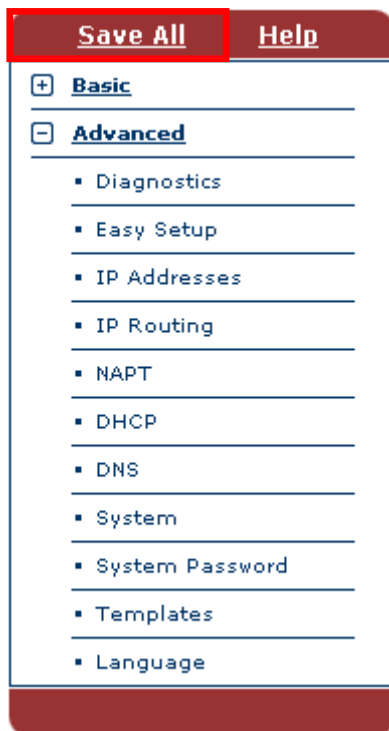 Save All Help
Basic
Advanced
Diagnostics
Easy Setup
IP Addresses
IP Routing
NAPT
DHCP
DNS
System
System Password
Templates
Language